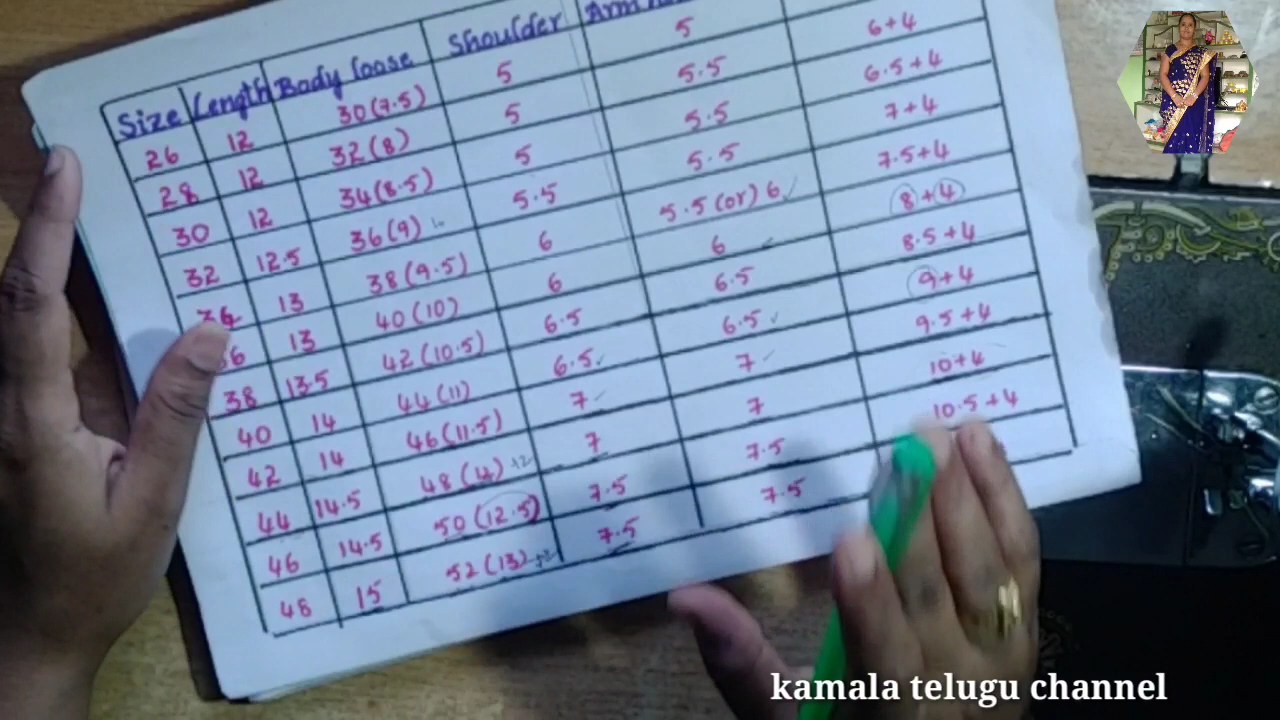 Size Length Body loose Shoulder Arm
26 12 30(7.5) 5 5 6+4
28 12 32(8) 5 5.5 6.5+4
30 12 34(8.5) 5 5.5 7+4
32 12.5 36(9) 5.5 5.5 7.5+4
34 13 38(9.5) 6 5.5(or)6 8+4
36 13 40(10) 6 6 8.5+4
38 13.5 42(10.5) 6.5 6.5 9+4
40 14 44(11) 6.5 6.5 9.5+4
42 14 46(11.5) 7 7 10+4
44 14.5 48(12) 7 7 10.5+4
46 14.5 50(12.5) 7.5 7.5
48 15 52(13) 7.5 7.5
kamala telugu channel